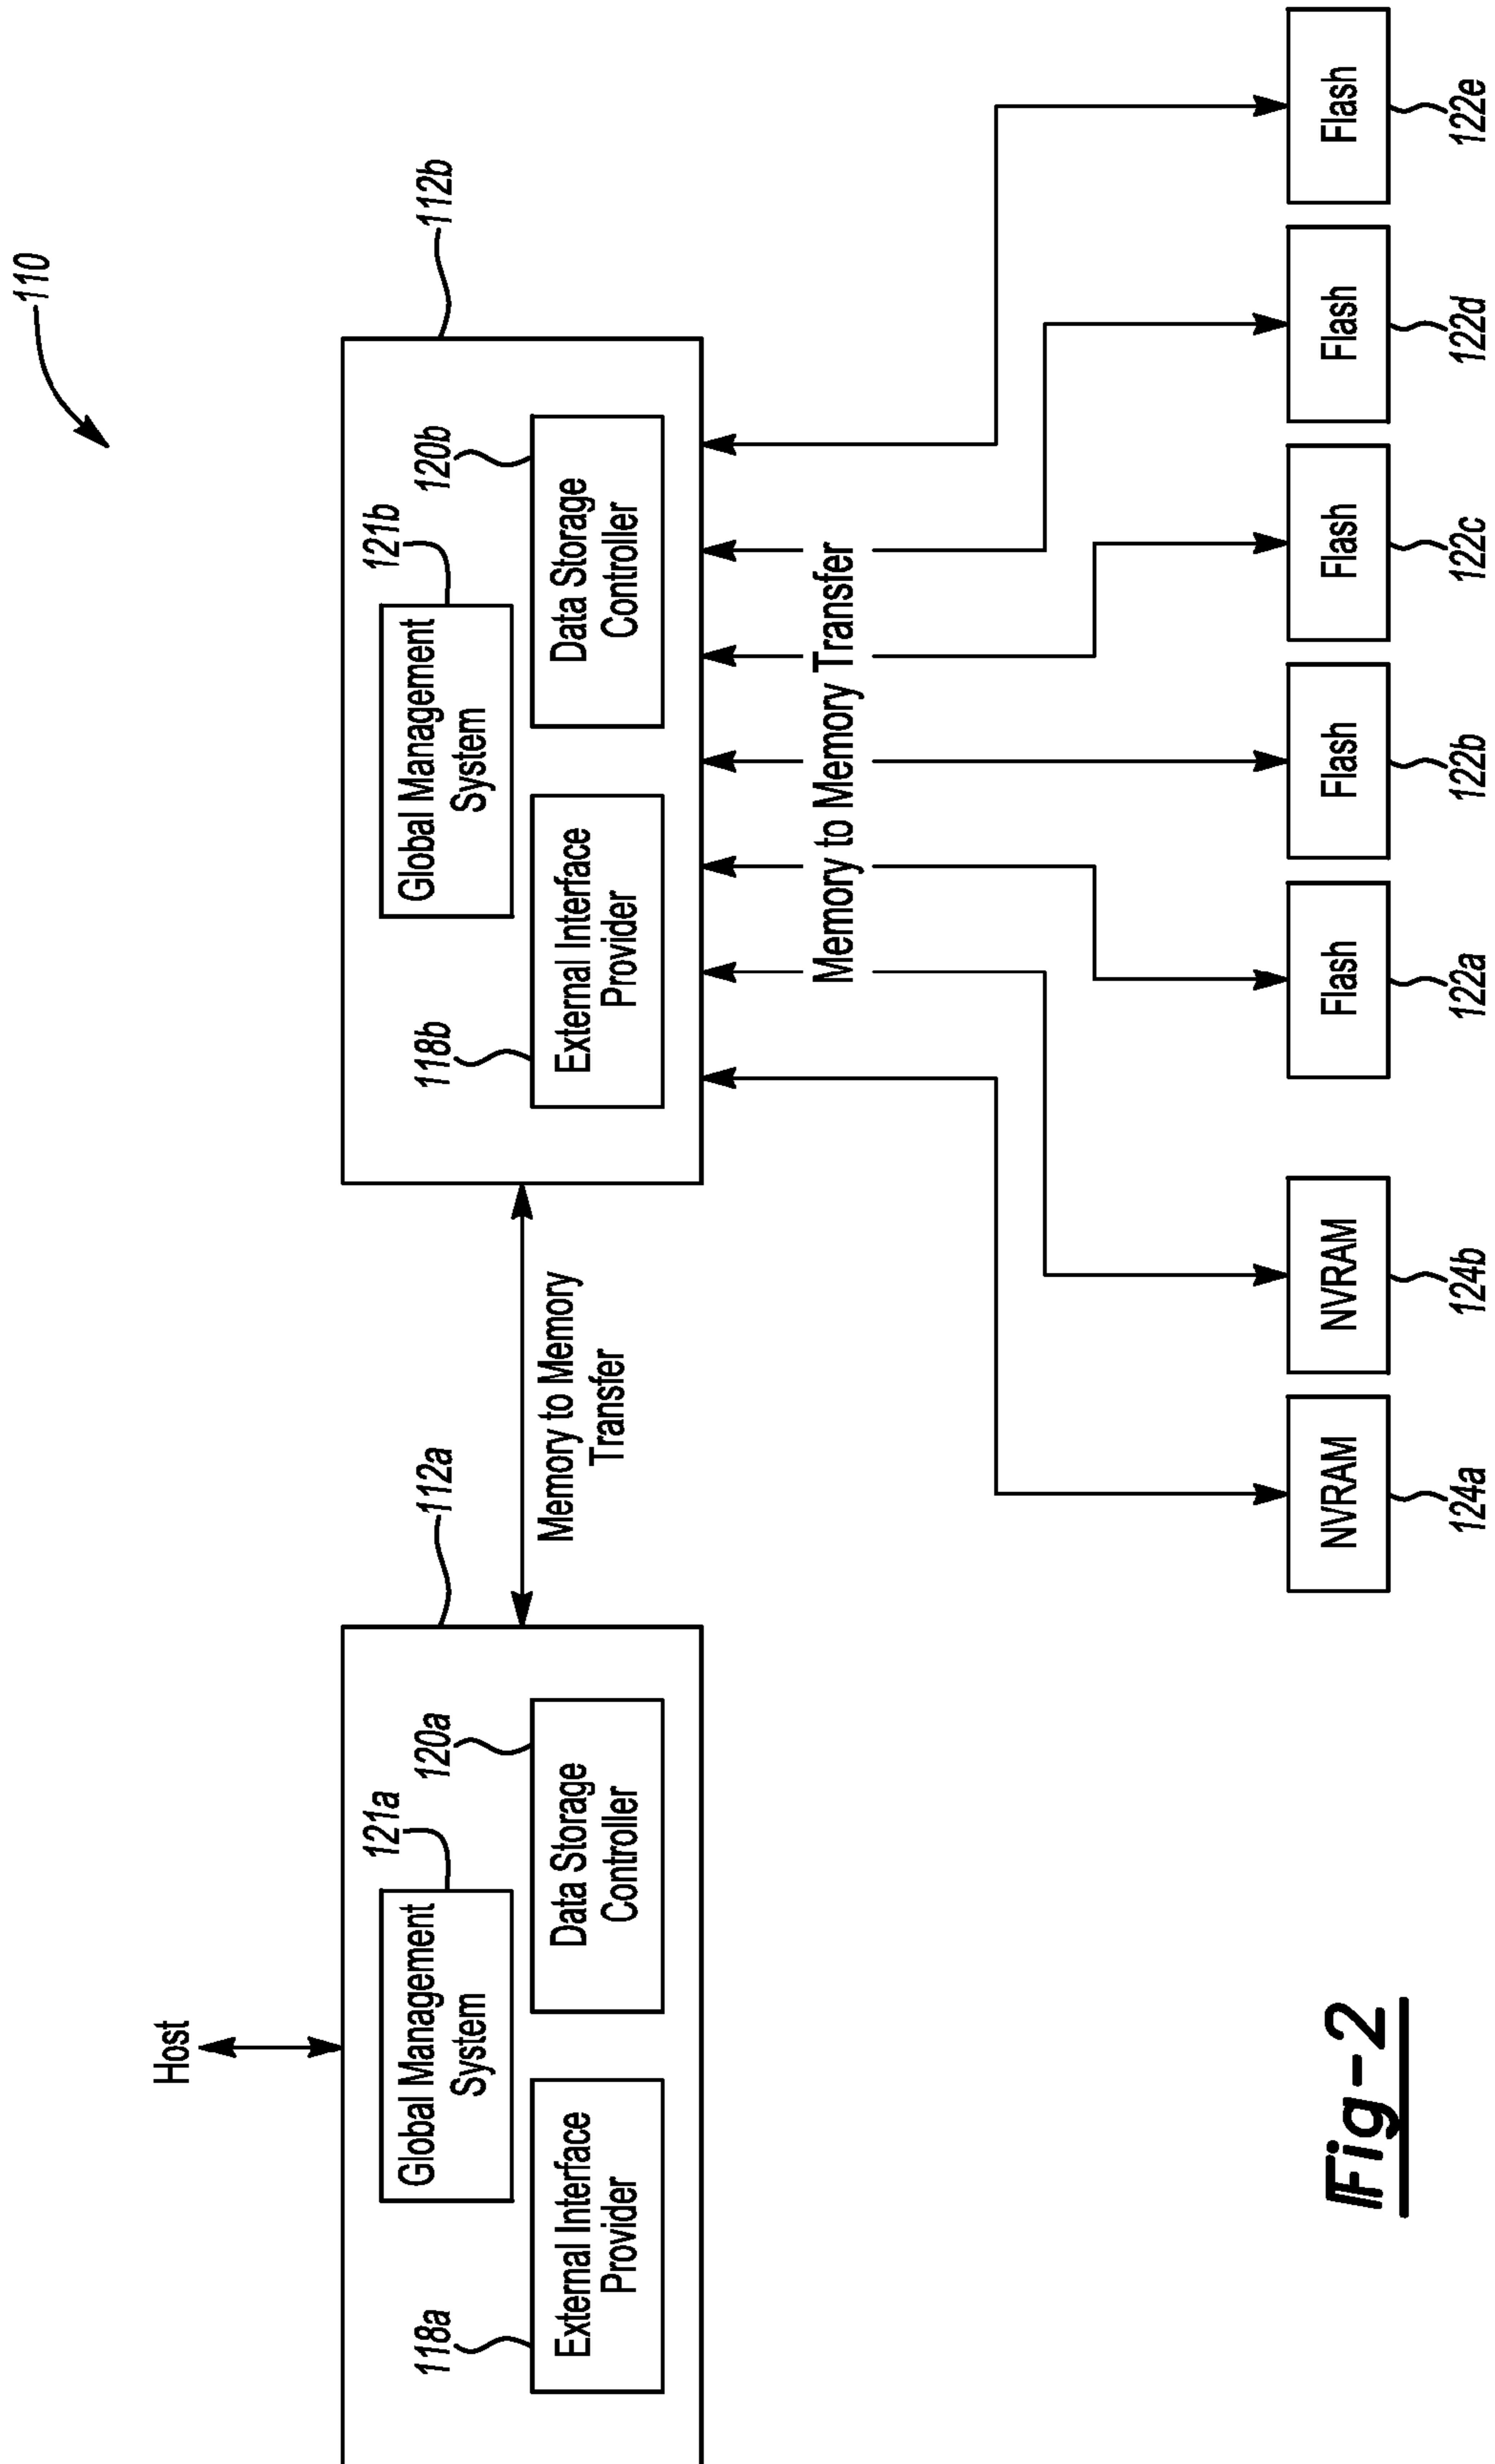 110
Host
112a
112b
121a
121b
Global Management
System
120a
118a
External Interface
Provider
Data Storage
Controller
Memory to Memory
Transfer
Global Management
System
120b
118b
External Interface
Provider
Data Storage
Controller
Memory to Memory Transfer
NVRAM
NVRAM
Flash
Flash
Flash
Flash
Flash
124a
124b
122a
122b
122c
122d
122e
Fig-2